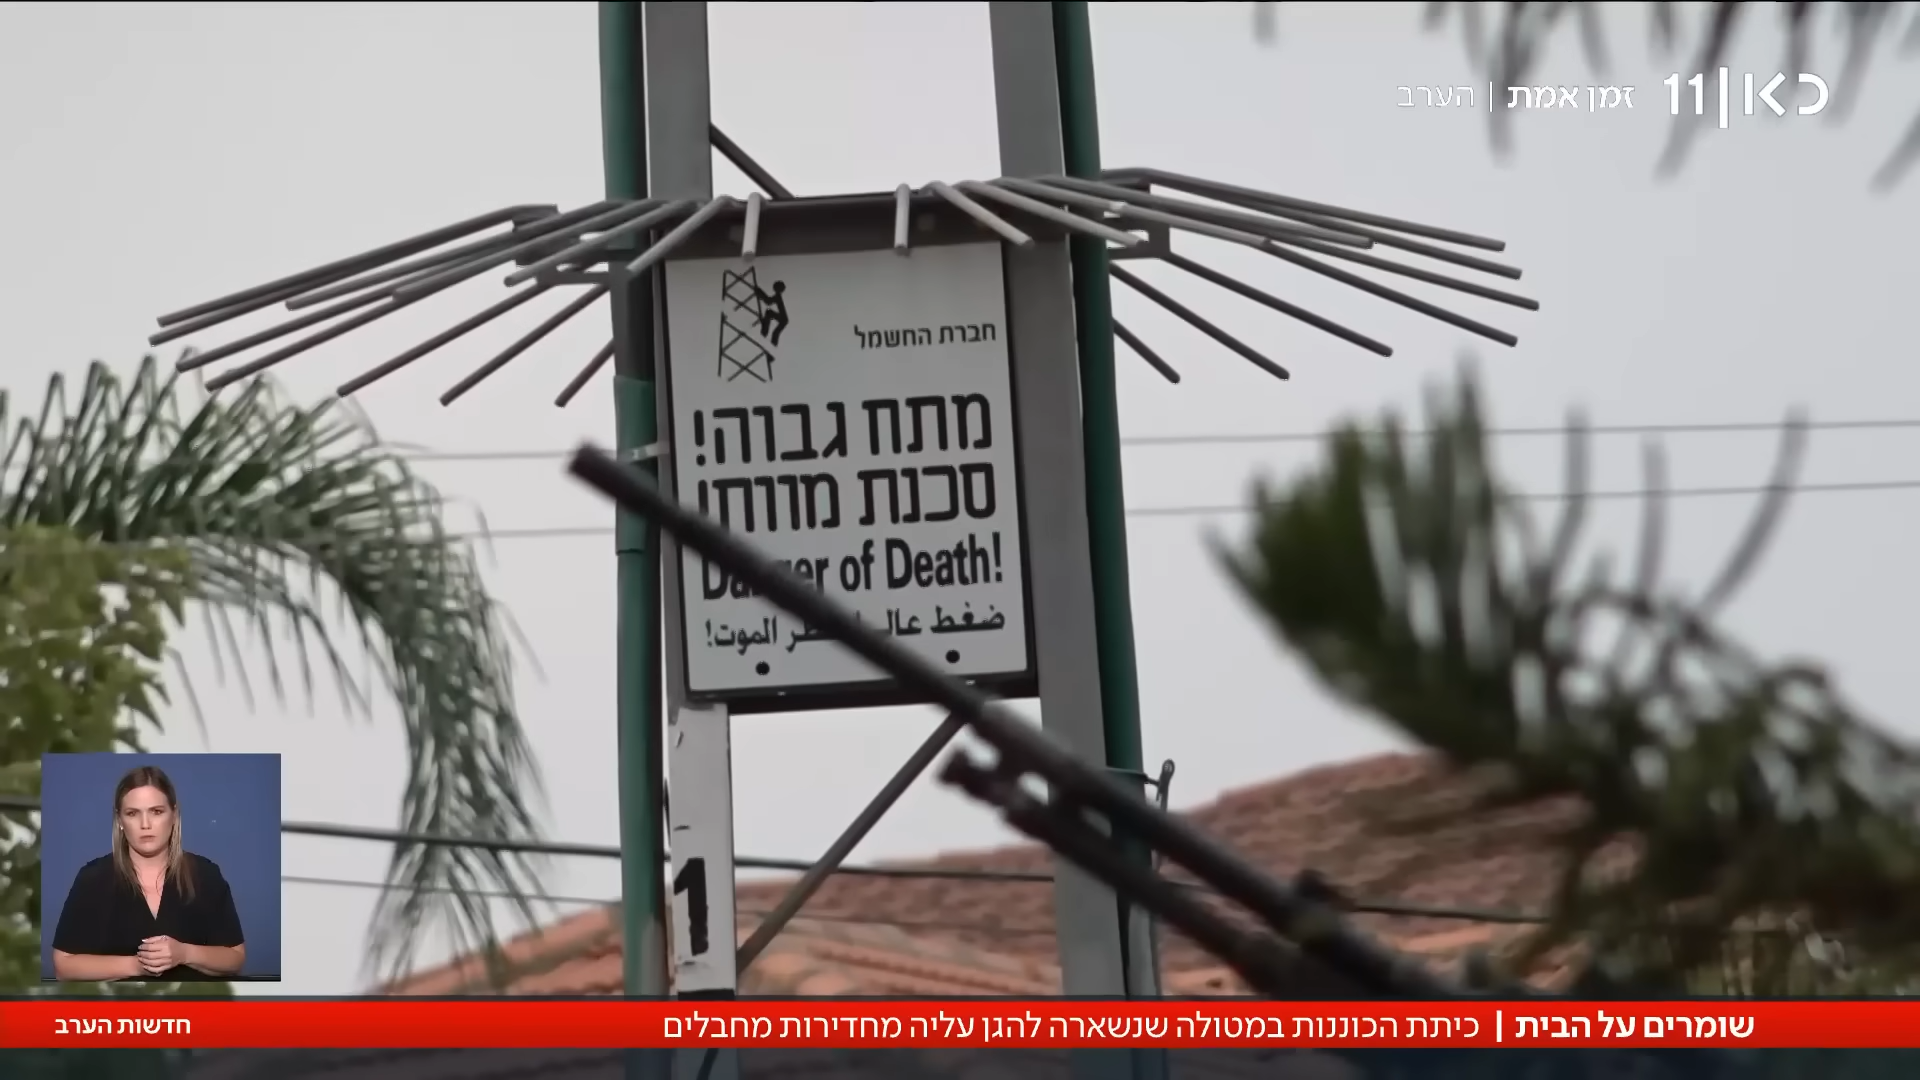 כאן|11 זמן אמת | הערב
חברת החשמל
מתח גבוה!
סכנת מוות!
of Death!
ضغط عال الموت!
1
שומרים על הבית | כיתת הכוננות במטולה שנשארה להגן עליה מחדירות מחבלים
חדשות הערב